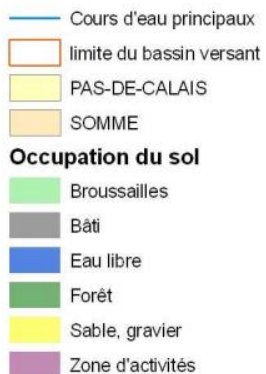 Cours d'eau principaux
limite du bassin versant
PAS-DE-CALAIS
SOMME
Occupation du sol
Broussailles
Bâti
Eau libre
Forêt
Sable, gravier
Zone d'activités